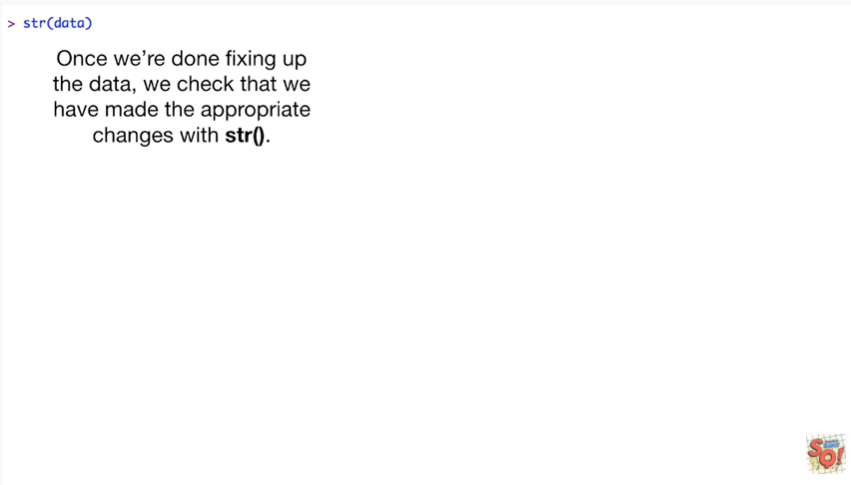 > str(data)
Once we’re done fixing up
the data, we check that we
have made the appropriate
changes with str().
SQ!